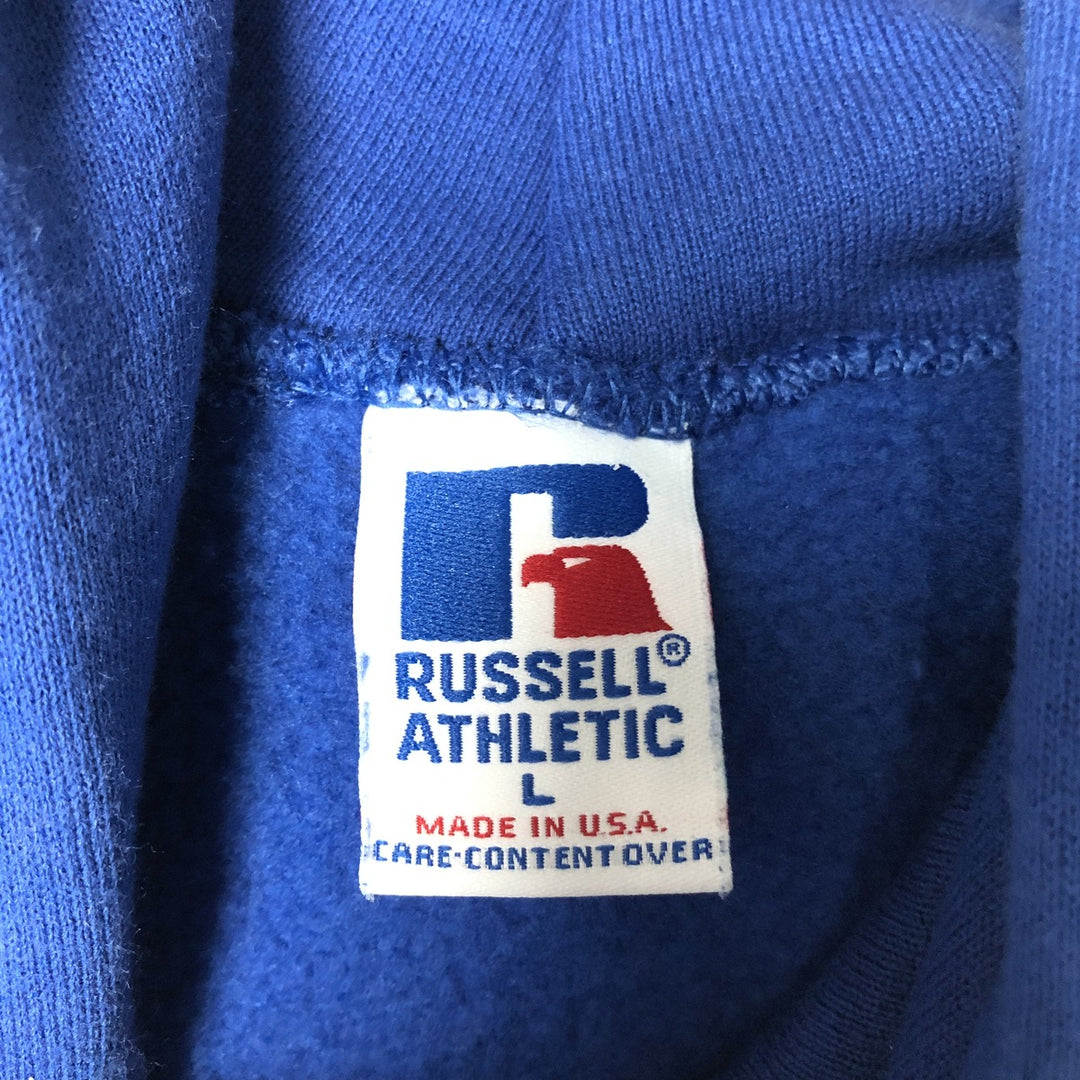 RUSSELL®
ATHLETIC
L
MADE IN U.S.A.
CARE-CONTENT OVER